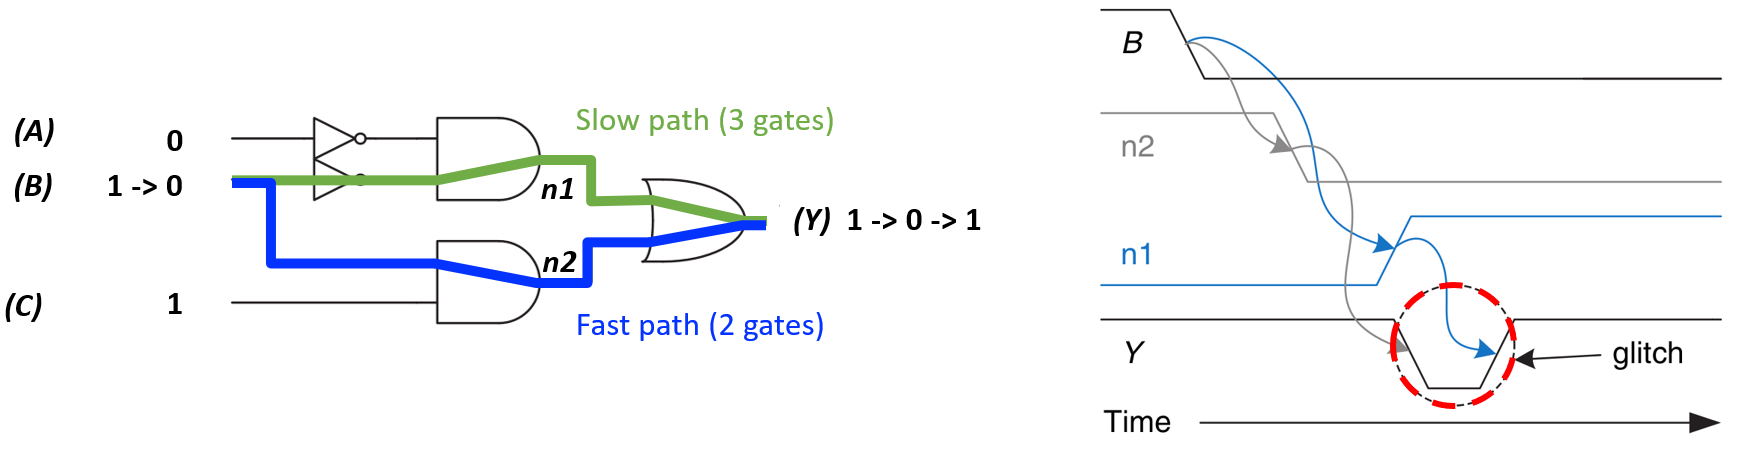 Slow path (3 gates)
(A) 0
(B) 1 -> 0
n1
(Y) 1 -> 0 -> 1
n2
(C) 1
Fast path (2 gates)
B
n2
n1
Y
glitch
Time